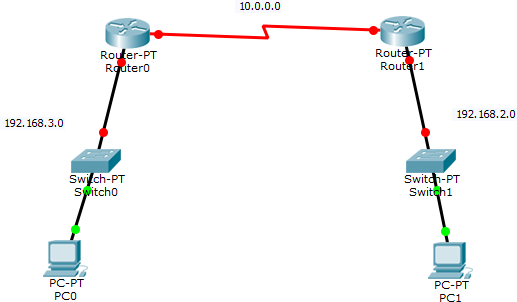 10.0.0.0
Router-PT
Router0
Router-PT
Router1
192.168.3.0
192.168.2.0
Switch-PT
Switch0
Switch-PT
Switch1
PC-PT
PC0
PC-PT
PC1